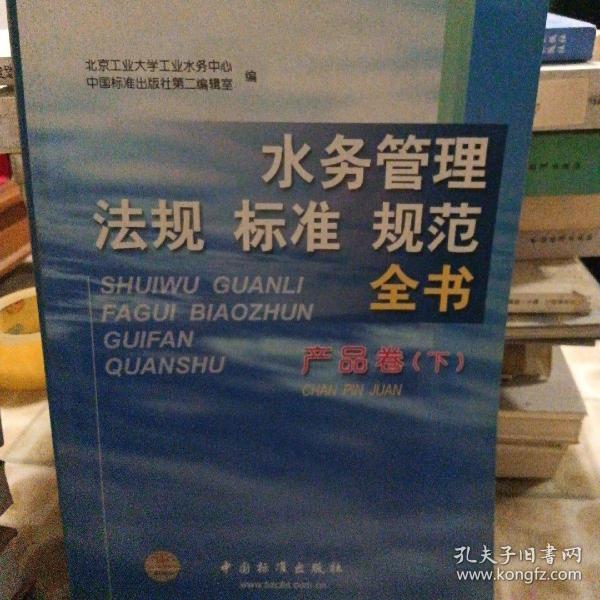 北京工业大学工业水务中心
中国标准出版社第二编辑室 编
水务管理
法规 标准 规范
全书
SHUIWU GUANLI
FAGUI BIAOZHUN
GUIFAN
QUANSHU
产品卷(下)
CHAN PIN JUAN
中国标准出版社
孔夫子旧书网
www.kongfz.com